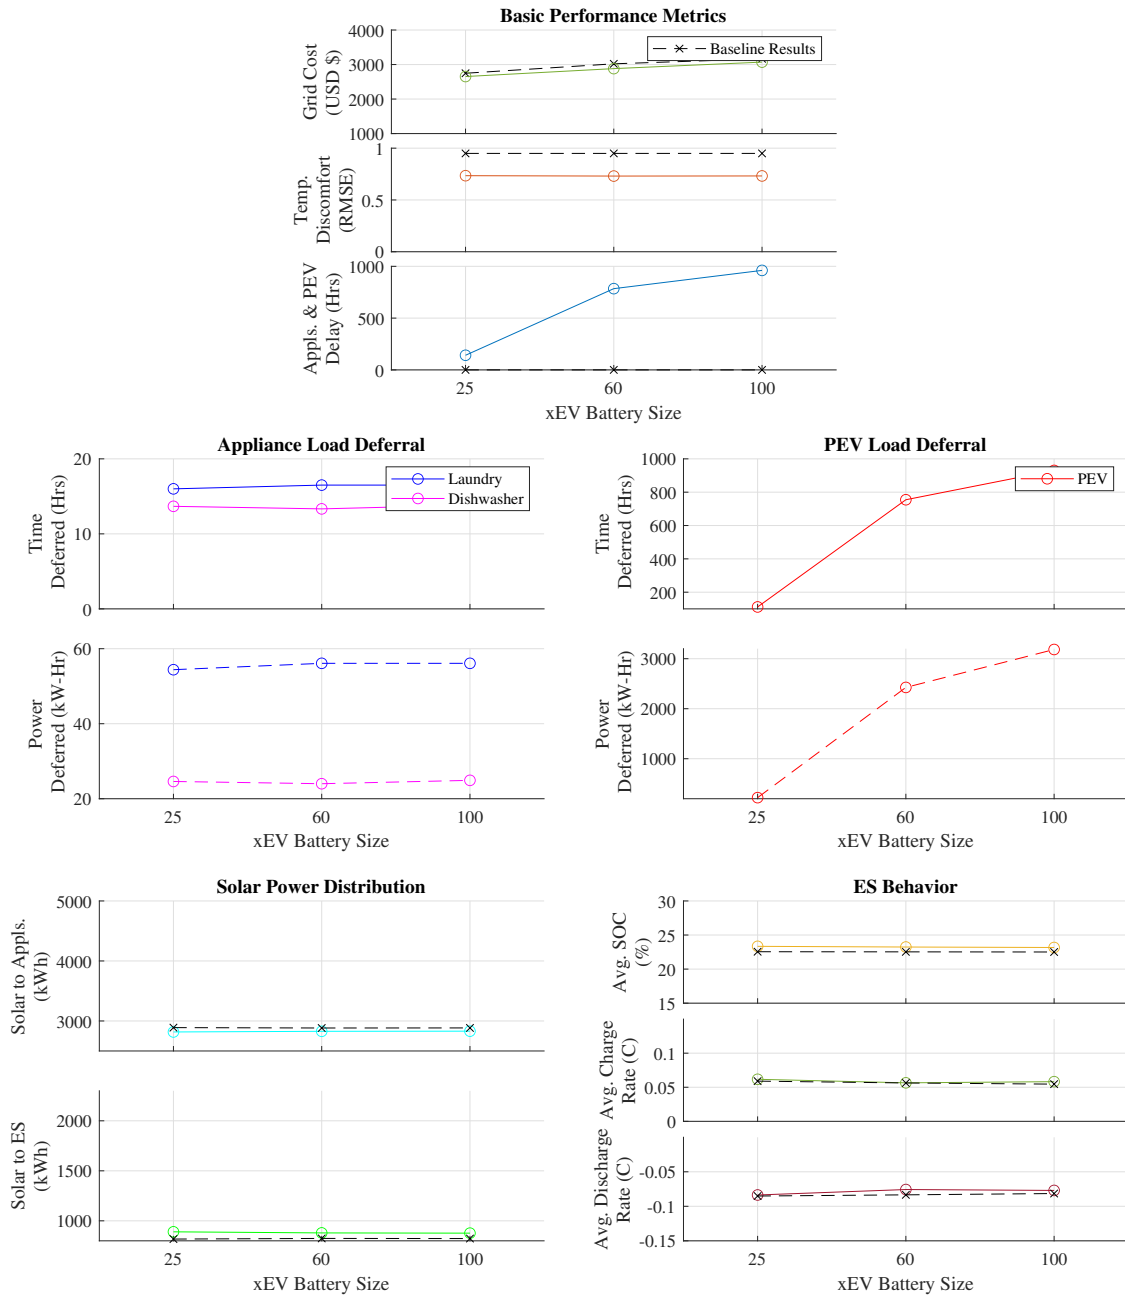 Basic Performance Metrics
Grid Cost
(USD $)
4000
3000
2000
1000
Baseline Results
Temp.
Discomfort
(RMSE)
1
0.5
0
Appls. & PEV
Delay (Hrs)
1000
500
0
25
60
100
xEV Battery Size
Appliance Load Deferral
Time
Deferred (Hrs)
20
10
0
Laundry
Dishwasher
Power
Deferred (kW-Hr)
60
40
20
25
60
100
xEV Battery Size
PEV Load Deferral
Time
Deferred (Hrs)
1000
800
600
400
200
PEV
Power
Deferred (kW-Hr)
3000
2000
1000
25
60
100
xEV Battery Size
Solar Power Distribution
Solar to Appls.
(kWh)
5000
4000
3000
Solar to ES
(kWh)
2000
1500
1000
25
60
100
xEV Battery Size
ES Behavior
Avg. SOC
(%)
30
25
20
15
Avg. Charge
Rate (C)
0.1
0.05
0
Avg. Discharge
Rate (C)
-0.05
-0.1
-0.15
25
60
100
xEV Battery Size